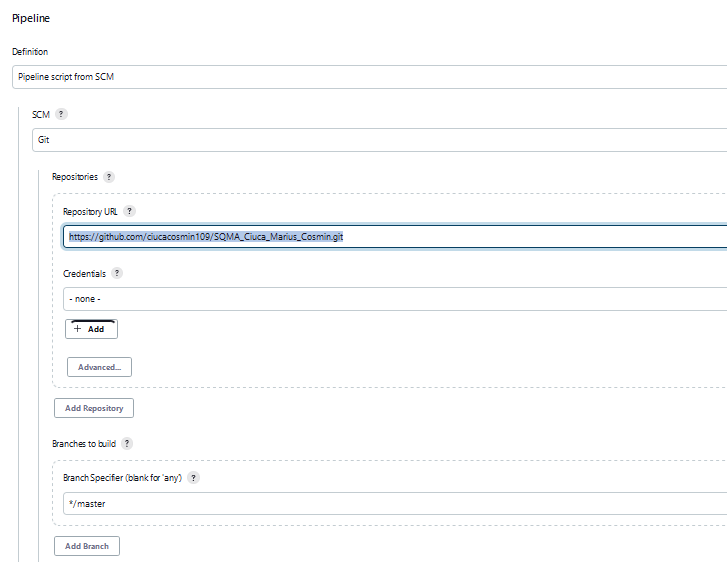 Pipeline
Definition
Pipeline script from SCM
SCM ?
Git
Repositories ?
Repository URL ?
https://github.com/ciucacosmin109/SQMA_Ciuca_Marius_Cosmin.git
Credentials ?
- none -
+ Add
Advanced...
Add Repository
Branches to build ?
Branch Specifier (blank for 'any') ?
*/master
Add Branch